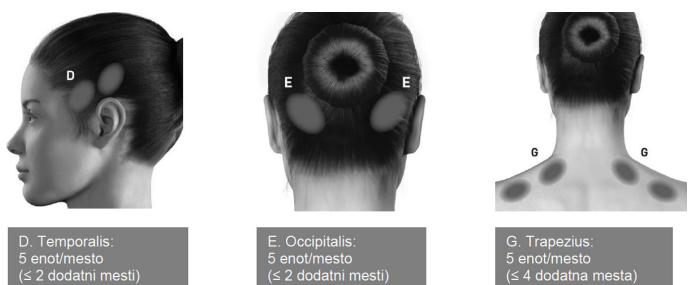 D
E
E
G
G
D. Temporalis:
5 enot/mesto
(≤ 2 dodatni mesti)
E. Occipitalis:
5 enot/mesto
(≤ 2 dodatni mesti)
G. Trapezius:
5 enot/mesto
(≤ 4 dodatna mesta)